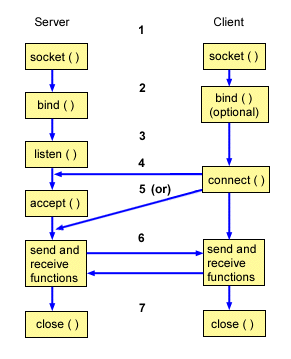 Server
Client
1
socket ( )
socket ( )
2
bind ( )
bind ( )
(optional)
3
listen ( )
4
connect ( )
5 (or)
accept ( )
6
send and
receive
functions
send and
receive
functions
7
close ( )
close ( )